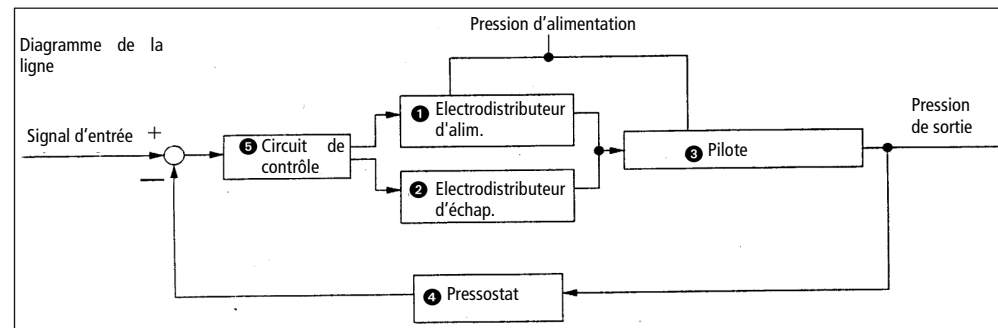 Pression d’alimentation
Diagramme de la
ligne
Signal d’entrée +
−
❺ Circuit de
contrôle
❶ Electrodistributeur
d'alim.
❷ Electrodistributeur
d’échap.
❸ Pilote
Pression
de sortie
❹ Pressostat